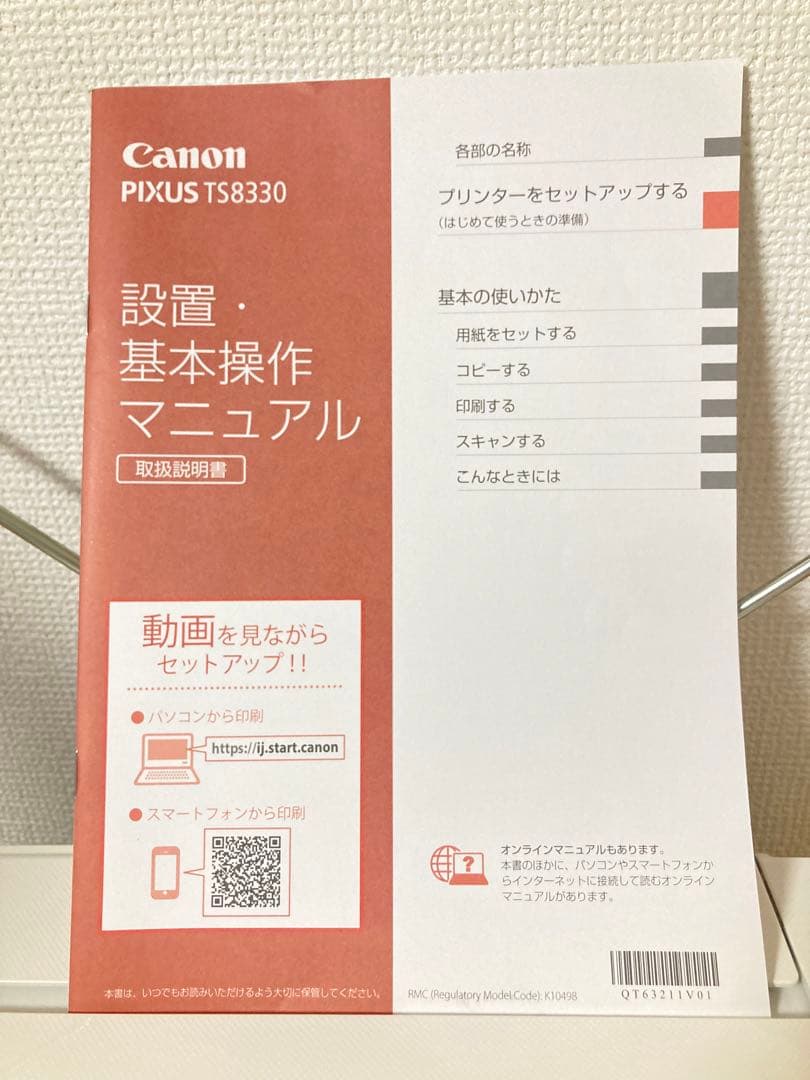 Canon
PIXUS TS8330
設置・
基本操作
マニュアル
取扱説明書
動画を見ながら
セットアップ!!
●パソコンから印刷
https://ij.start.canon
●スマートフォンから印刷
本書は、いつでもお読みいただけるよう大切に保管してください。
各部の名称
プリンターをセットアップする
(はじめて使うときの準備)
基本の使いかた
用紙をセットする
コピーする
印刷する
スキャンする
こんなときには
?
オンラインマニュアルもあります。
本書のほかに、パソコンやスマートフォンか
らインターネットに接続して読むオンライン
マニュアルがあります。
RMC (Regulatory Model Code): K10498
QT63211V01